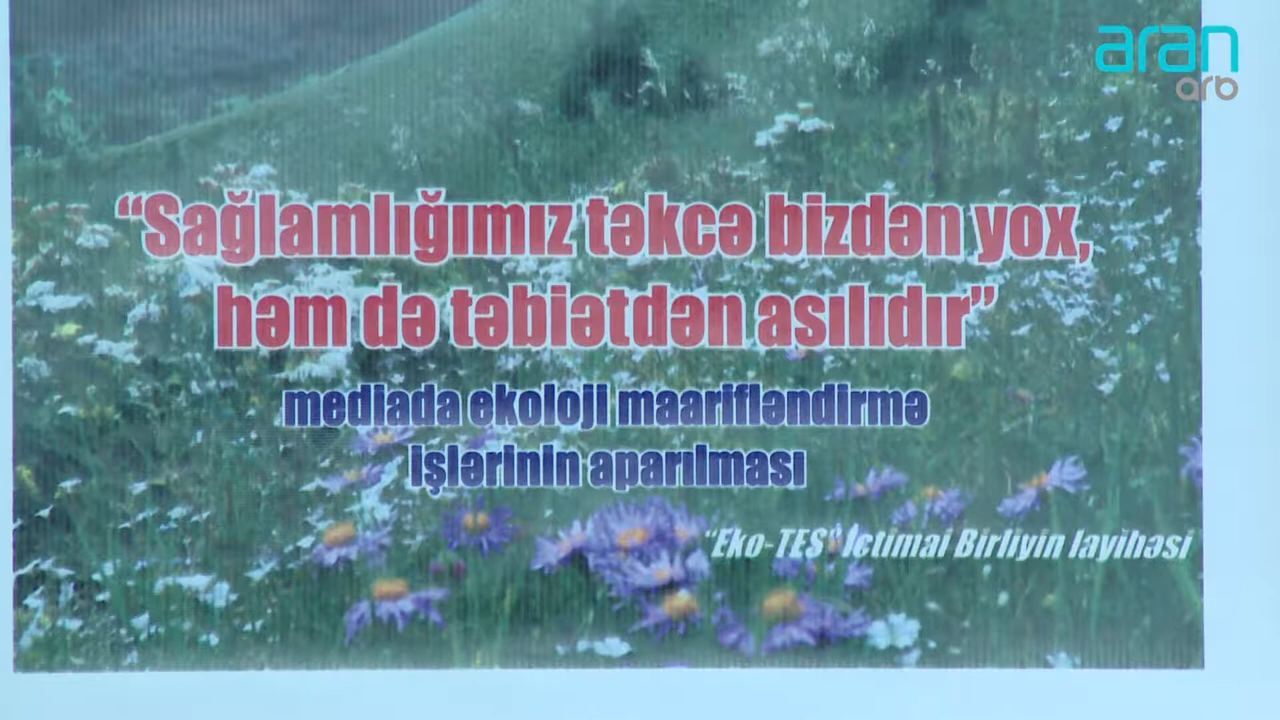 aran
arb
“Sağlamlığımız təkcə bizdən yox,
həm də təbiətdən asılıdır”
mediada ekoloji maarifləndirmə
işlərinin aparılması
“Eko-TES” İctimai Birliyin layihəsi